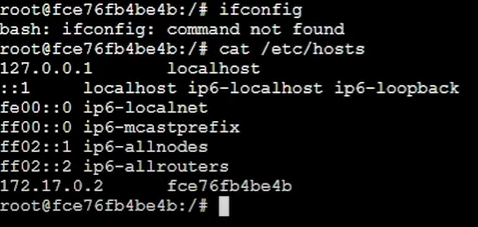 root@fce76fb4be4b:/# ifconfig
bash: ifconfig: command not found
root@fce76fb4be4b:/# cat /etc/hosts
127.0.0.1       localhost
::1     localhost ip6-localhost ip6-loopback
fe00::0 ip6-localnet
ff00::0 ip6-mcastprefix
ff02::1 ip6-allnodes
ff02::2 ip6-allrouters
172.17.0.2      fce76fb4be4b
root@fce76fb4be4b:/#